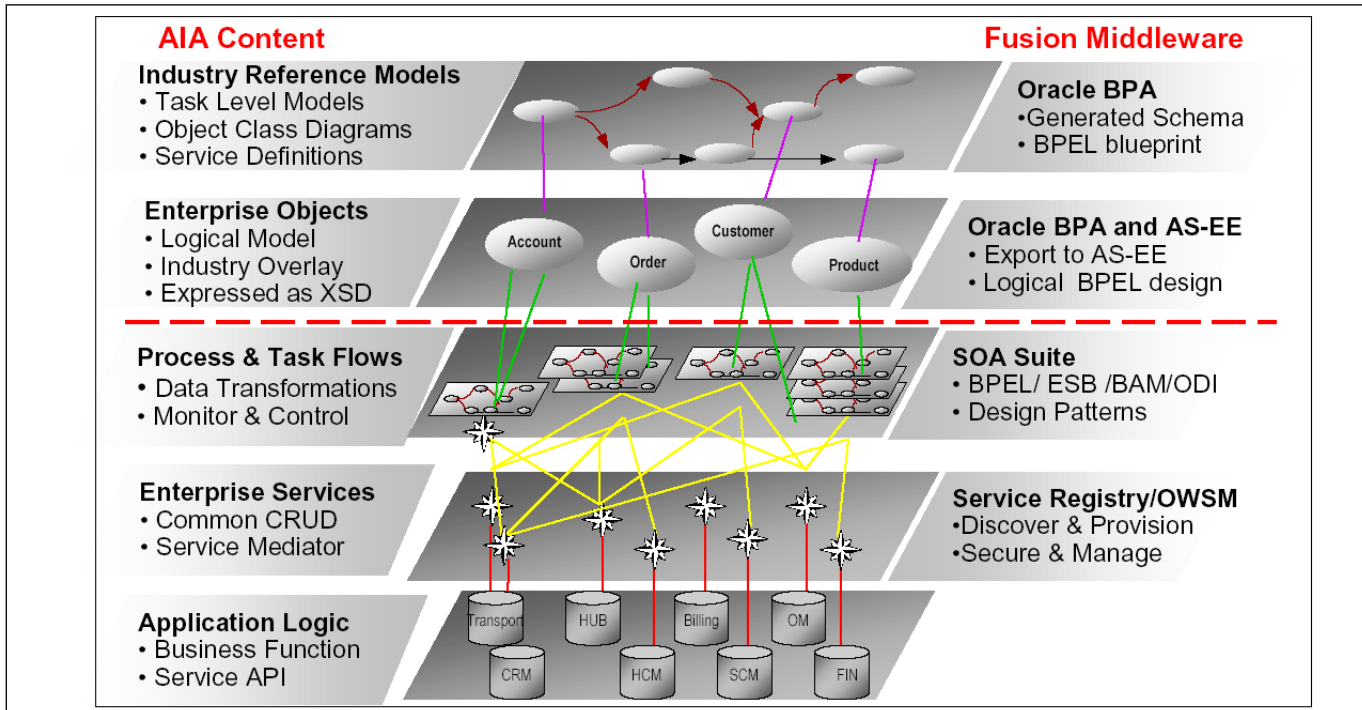 AIA Content
Fusion Middleware
Industry Reference Models
• Task Level Models
• Object Class Diagrams
• Service Definitions
Oracle BPA
•Generated Schema
• BPEL blueprint
Enterprise Objects
• Logical Model
• Industry Overlay
• Expressed as XSD
Account
Order
Customer
Product
Oracle BPA and AS-EE
• Export to AS-EE
• Logical BPEL design
Process & Task Flows
• Data Transformations
• Monitor & Control
SOA Suite
• BPEL/ ESB /BAM/ODI
• Design Patterns
Enterprise Services
• Common CRUD
• Service Mediator
Service Registry/OWSM
•Discover & Provision
•Secure & Manage
Application Logic
• Business Function
• Service API
Transport
HUB
Billing
OM
CRM
HCM
SCM
FIN